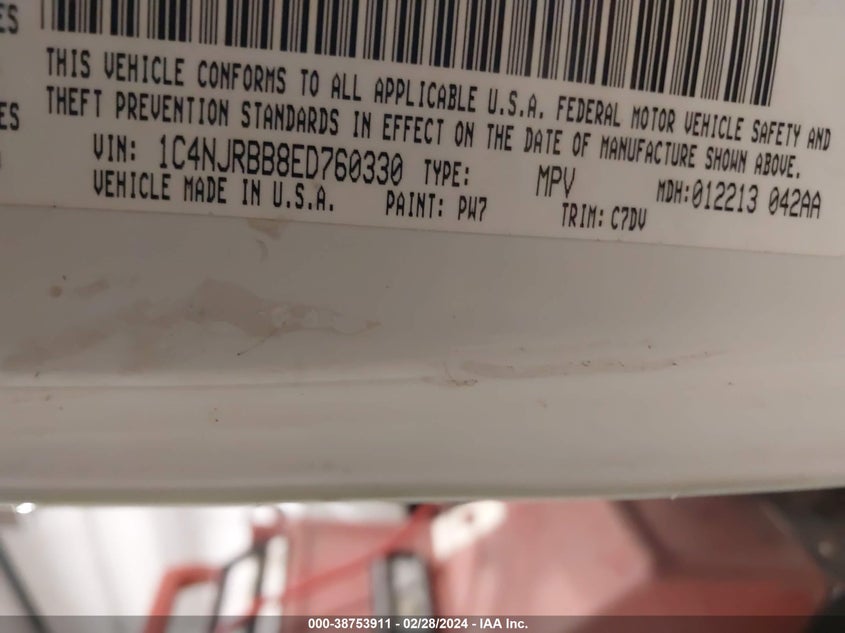 ES
THIS VEHICLE CONFORMS TO ALL APPLICABLE U.S.A. FEDERAL MOTOR VEHICLE SAFETY AND
ES
THEFT PREVENTION STANDARDS IN EFFECT ON THE DATE OF MANUFACTURE SHOWN ABOVE.
VIN: 1C4NJRBB8ED760330 TYPE: MPV MDH:012213 042AA
VEHICLE MADE IN U.S.A. PAINT: PW7 TRIM: C7DV
000-38753911 - 02/28/2024 - IAA Inc.